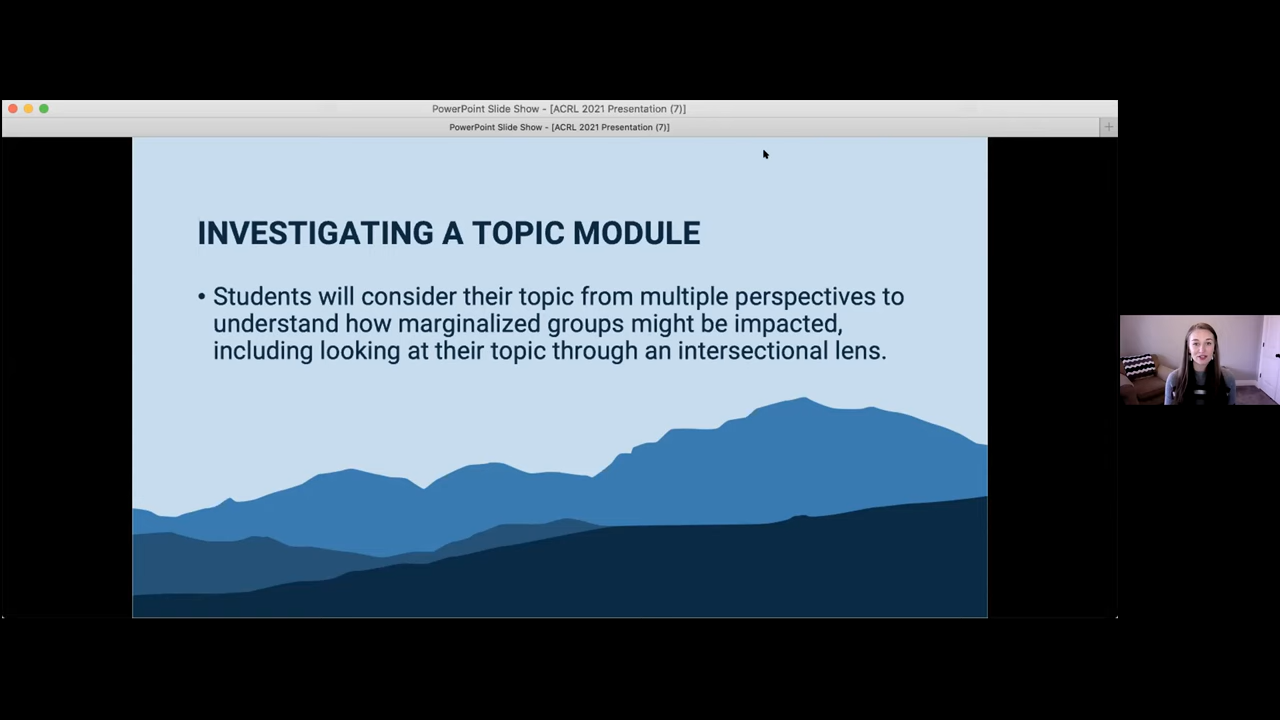 PowerPoint Slide Show - [ACRL 2021 Presentation (7)]
PowerPoint Slide Show - [ACRL 2021 Presentation (7)]
INVESTIGATING A TOPIC MODULE
• Students will consider their topic from multiple perspectives to
understand how marginalized groups might be impacted,
including looking at their topic through an intersectional lens.